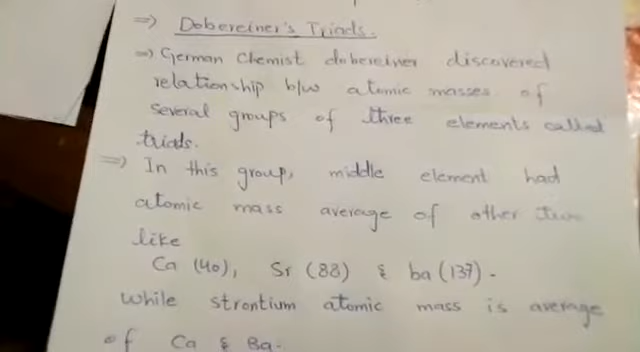 => Dobereiner's Triads.
=> German Chemist dobereiner discovered
relationship b/w atomic masses of
several groups of three elements called
triads.
=> In this group, middle element had
atomic mass average of other two
like
Ca (40), Sr (88) & ba (137).
while strontium atomic mass is average
of Ca & Ba.